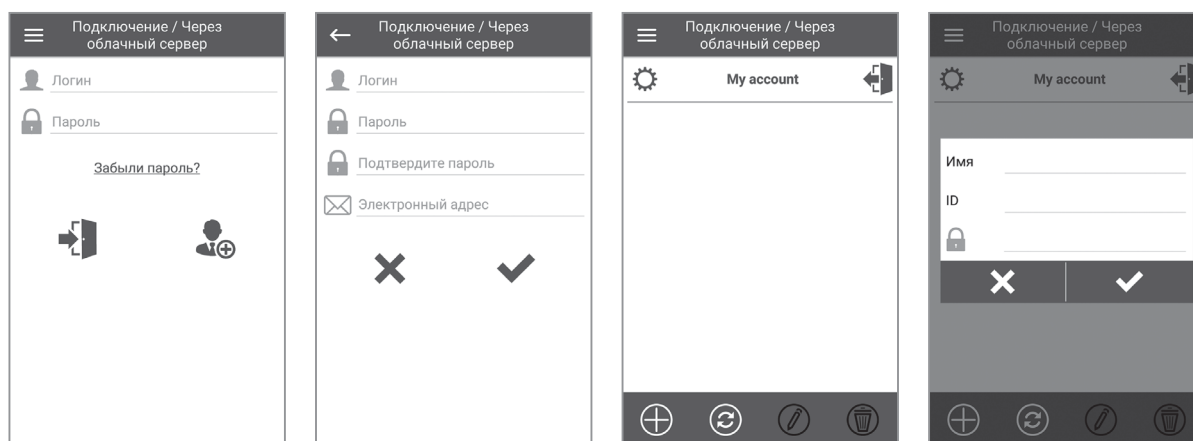 Подключение / Через
облачный сервер
Логин
Пароль
Забыли пароль?
Подключение / Через
облачный сервер
Логин
Пароль
Подтвердите пароль
Электронный адрес
Подключение / Через
облачный сервер
My account
Подключение / Через
облачный сервер
My account
Имя
ID